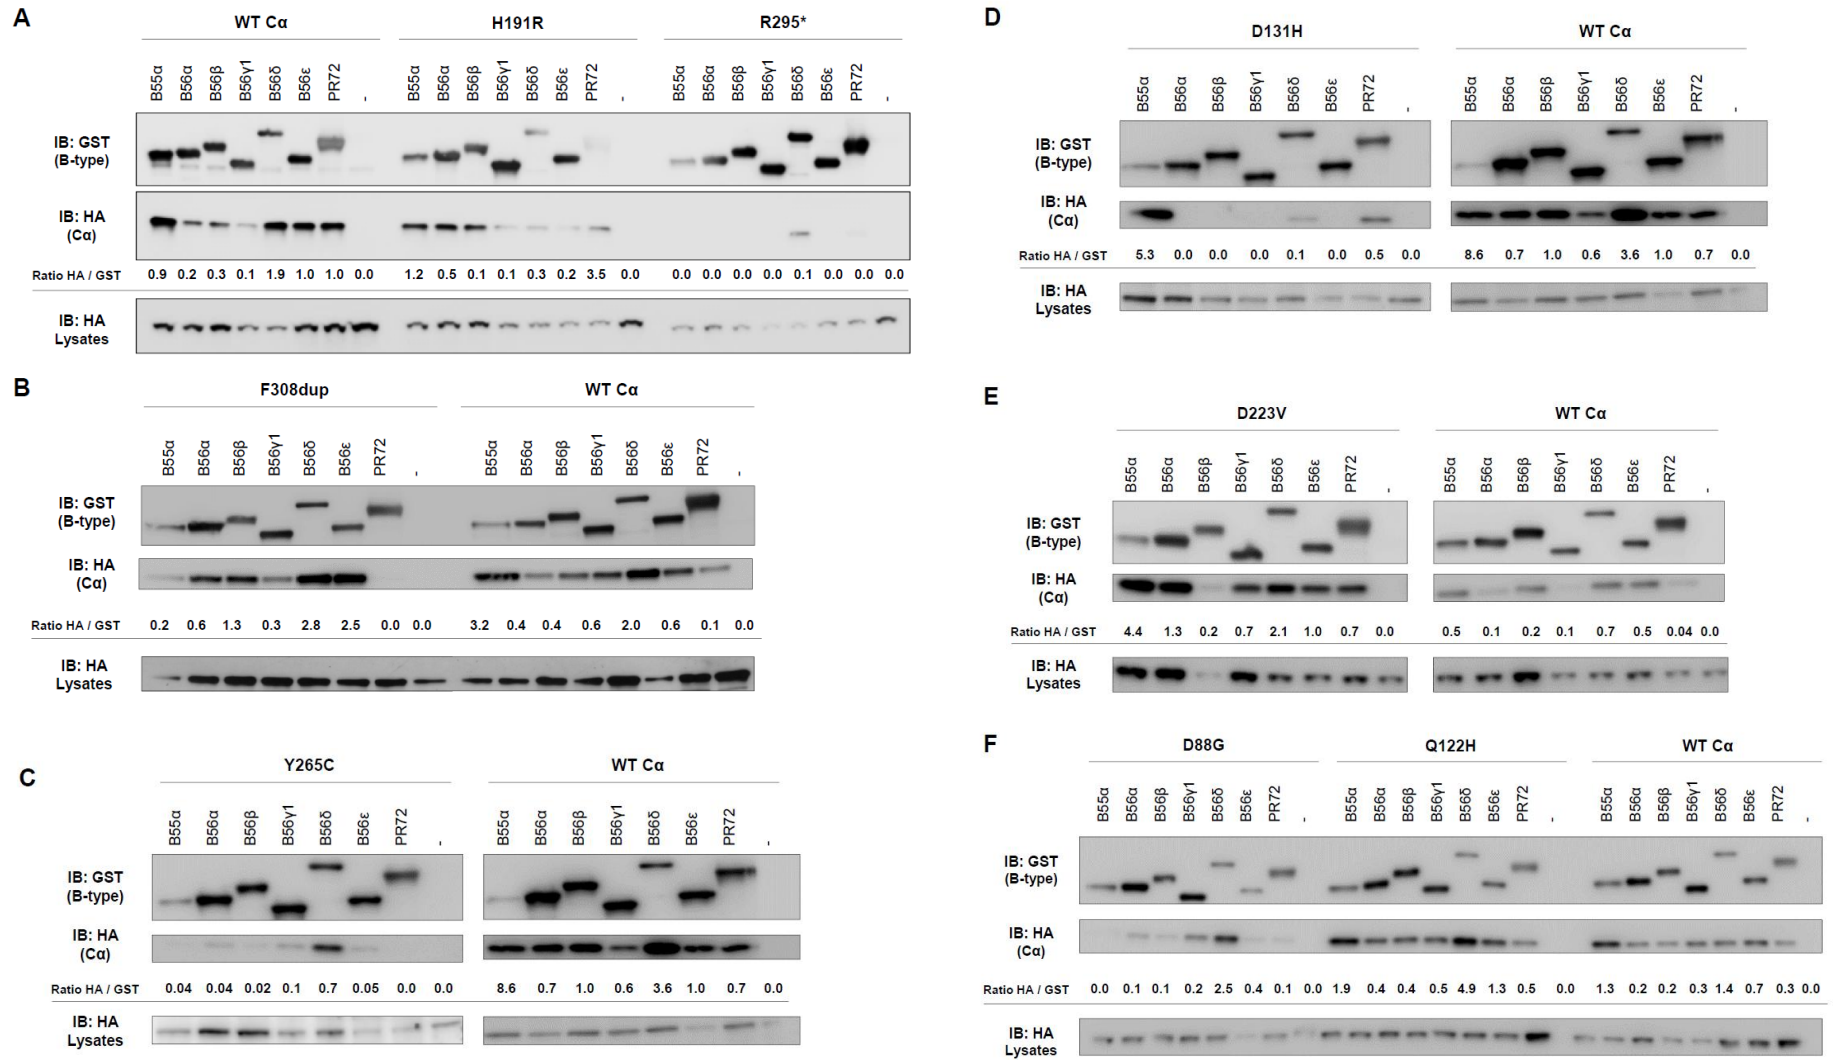 A
WT Cα H191R R295*
B55α B56α B56β B56γ1 B56δ B56ε PR72 - B55α B56α B56β B56γ1 B56δ B56ε PR72 - B55α B56α B56β B56γ1 B56δ B56ε PR72 -
IB: GST
(B-type)
IB: HA
(Cα)
Ratio HA / GST 0.9 0.2 0.3 0.1 1.9 1.0 1.0 0.0 1.2 0.5 0.1 0.1 0.3 0.2 3.5 0.0 0.0 0.0 0.0 0.0 0.1 0.0 0.0 0.0
IB: HA
Lysates
B
F308dup WT Cα
B55α B56α B56β B56γ1 B56δ B56ε PR72 - B55α B56α B56β B56γ1 B56δ B56ε PR72 -
IB: GST
(B-type)
IB: HA
(Cα)
Ratio HA / GST 0.2 0.6 1.3 0.3 2.8 2.5 0.0 0.0 3.2 0.4 0.4 0.6 2.0 0.6 0.1 0.0
IB: HA
Lysates
C
Y265C WT Cα
B55α B56α B56β B56γ1 B56δ B56ε PR72 - B55α B56α B56β B56γ1 B56δ B56ε PR72 -
IB: GST
(B-type)
IB: HA
(Cα)
Ratio HA / GST 0.04 0.04 0.02 0.1 0.7 0.05 0.0 0.0 8.6 0.7 1.0 0.6 3.6 1.0 0.7 0.0
IB: HA
Lysates
D
D131H WT Cα
B55α B56α B56β B56γ1 B56δ B56ε PR72 - B55α B56α B56β B56γ1 B56δ B56ε PR72 -
IB: GST
(B-type)
IB: HA
(Cα)
Ratio HA / GST 5.3 0.0 0.0 0.0 0.1 0.0 0.5 0.0 8.6 0.7 1.0 0.6 3.6 1.0 0.7 0.0
IB: HA
Lysates
E
D223V WT Cα
B55α B56α B56β B56γ1 B56δ B56ε PR72 - B55α B56α B56β B56γ1 B56δ B56ε PR72 -
IB: GST
(B-type)
IB: HA
(Cα)
Ratio HA / GST 4.4 1.3 0.2 0.7 2.1 1.0 0.7 0.0 0.5 0.1 0.2 0.1 0.7 0.5 0.04 0.0
IB: HA
Lysates
F
D88G Q122H WT Cα
B55α B56α B56β B56γ1 B56δ B56ε PR72 - B55α B56α B56β B56γ1 B56δ B56ε PR72 - B55α B56α B56β B56γ1 B56δ B56ε PR72 -
IB: GST
(B-type)
IB: HA
(Cα)
Ratio HA / GST 0.0 0.1 0.1 0.2 2.5 0.4 0.1 0.0 1.9 0.4 0.4 0.5 4.9 1.3 0.5 0.0 1.3 0.2 0.2 0.3 1.4 0.7 0.3 0.0
IB: HA
Lysates